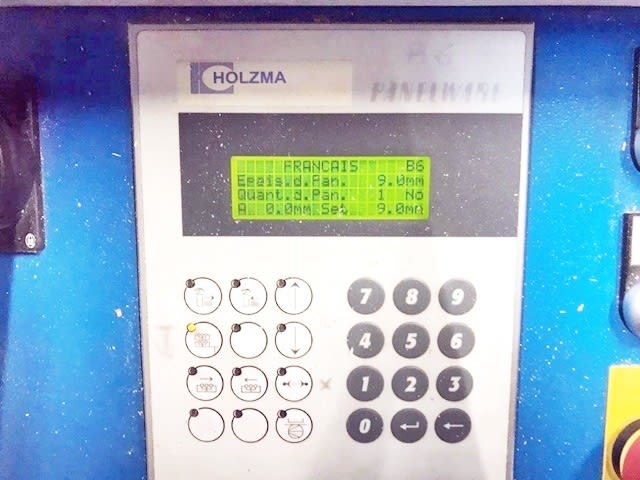 HOLZMA
PANELWARE
FRANCAIS B6
Epais.d.Pan. 9.0mm
Quant.d.Pan. 1 No
A 0.0mm Set 9.0mm
7 8 9
4 5 6
1 2 3
0